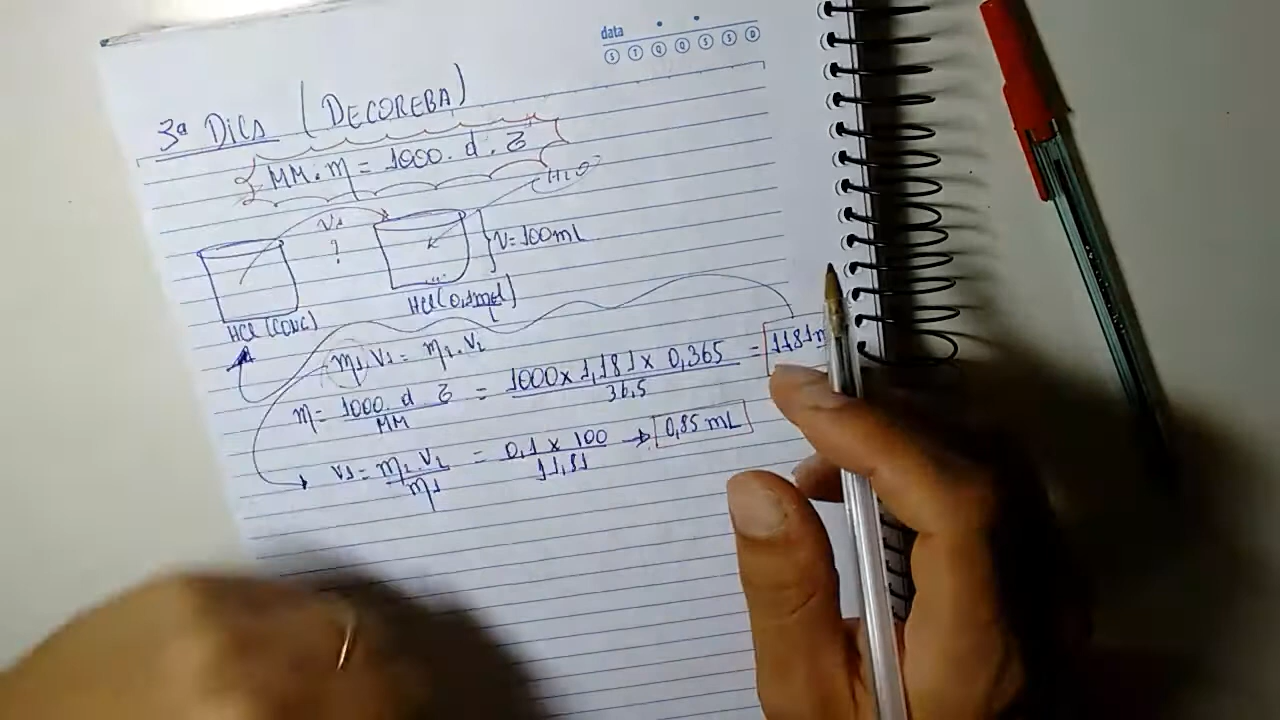 data
S T Q Q S S D
3ª DICA (DECOREBA)
MM.M = 1000. d. %
V1
?
(H2O)
V=100mL
HCl (CONC)
HCl(0,1mol)
M1.V1 = M2.V2
M = 1000. d % / MM = 1000 x 1,181 x 0,365 / 36,5 = 11,81
V1 = M2.V2 / M1 = 0,1 x 100 / 11,81 → 0,85 mL